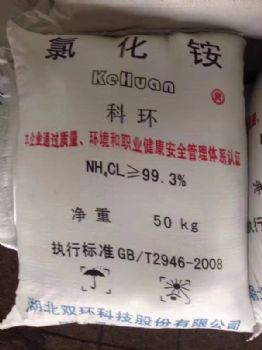 氯化铵
KeHuan
®
科环
本企业通过质量、环境和职业健康安全管理体系认证
NH₄CL≥99.3%
净重 50kg
执行标准GB/T2946-2008
湖北双环科技股份有限公司